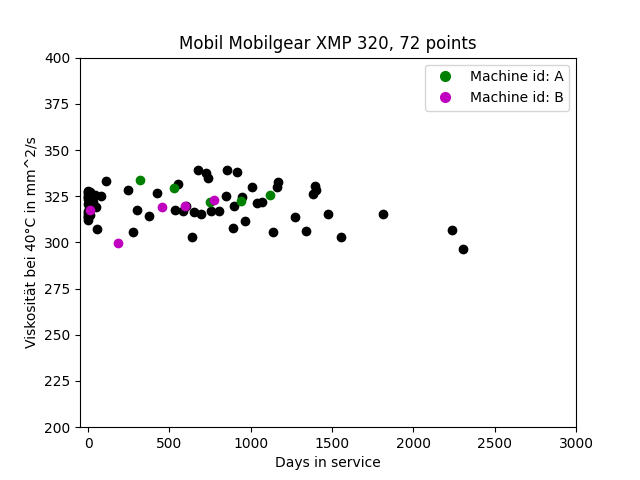 Mobil Mobilgear XMP 320, 72 points
Machine id: A
Machine id: B
Viskosität bei 40°C in mm^2/s
400
375
350
325
300
275
250
225
200
0 500 1000 1500 2000 2500 3000
Days in service